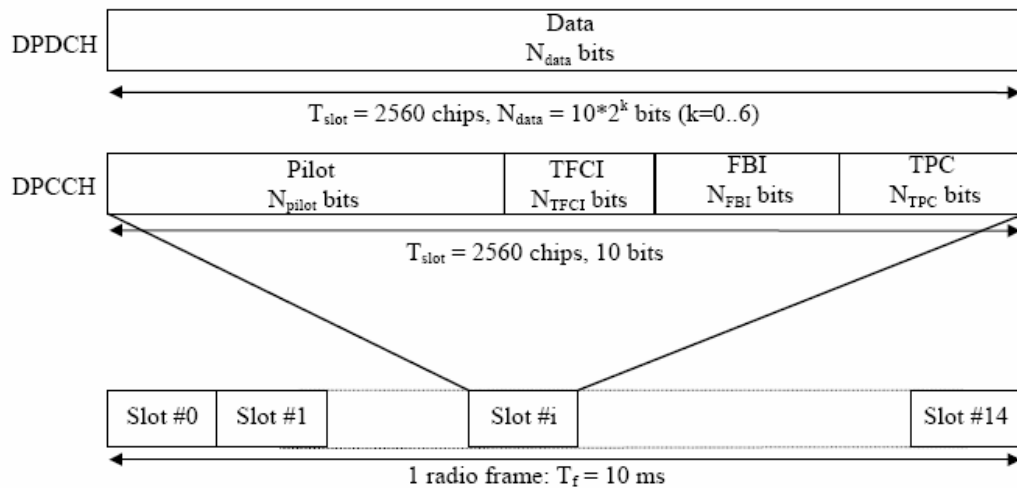 Data
DPDCH
N_data bits
T_slot = 2560 chips, N_data = 10*2^k bits (k=0..6)
Pilot TFCI FBI TPC
DPCCH
N_pilot bits N_TFCI bits N_FBI bits N_TPC bits
T_slot = 2560 chips, 10 bits
Slot #0 Slot #1 Slot #i Slot #14
1 radio frame: T_f = 10 ms